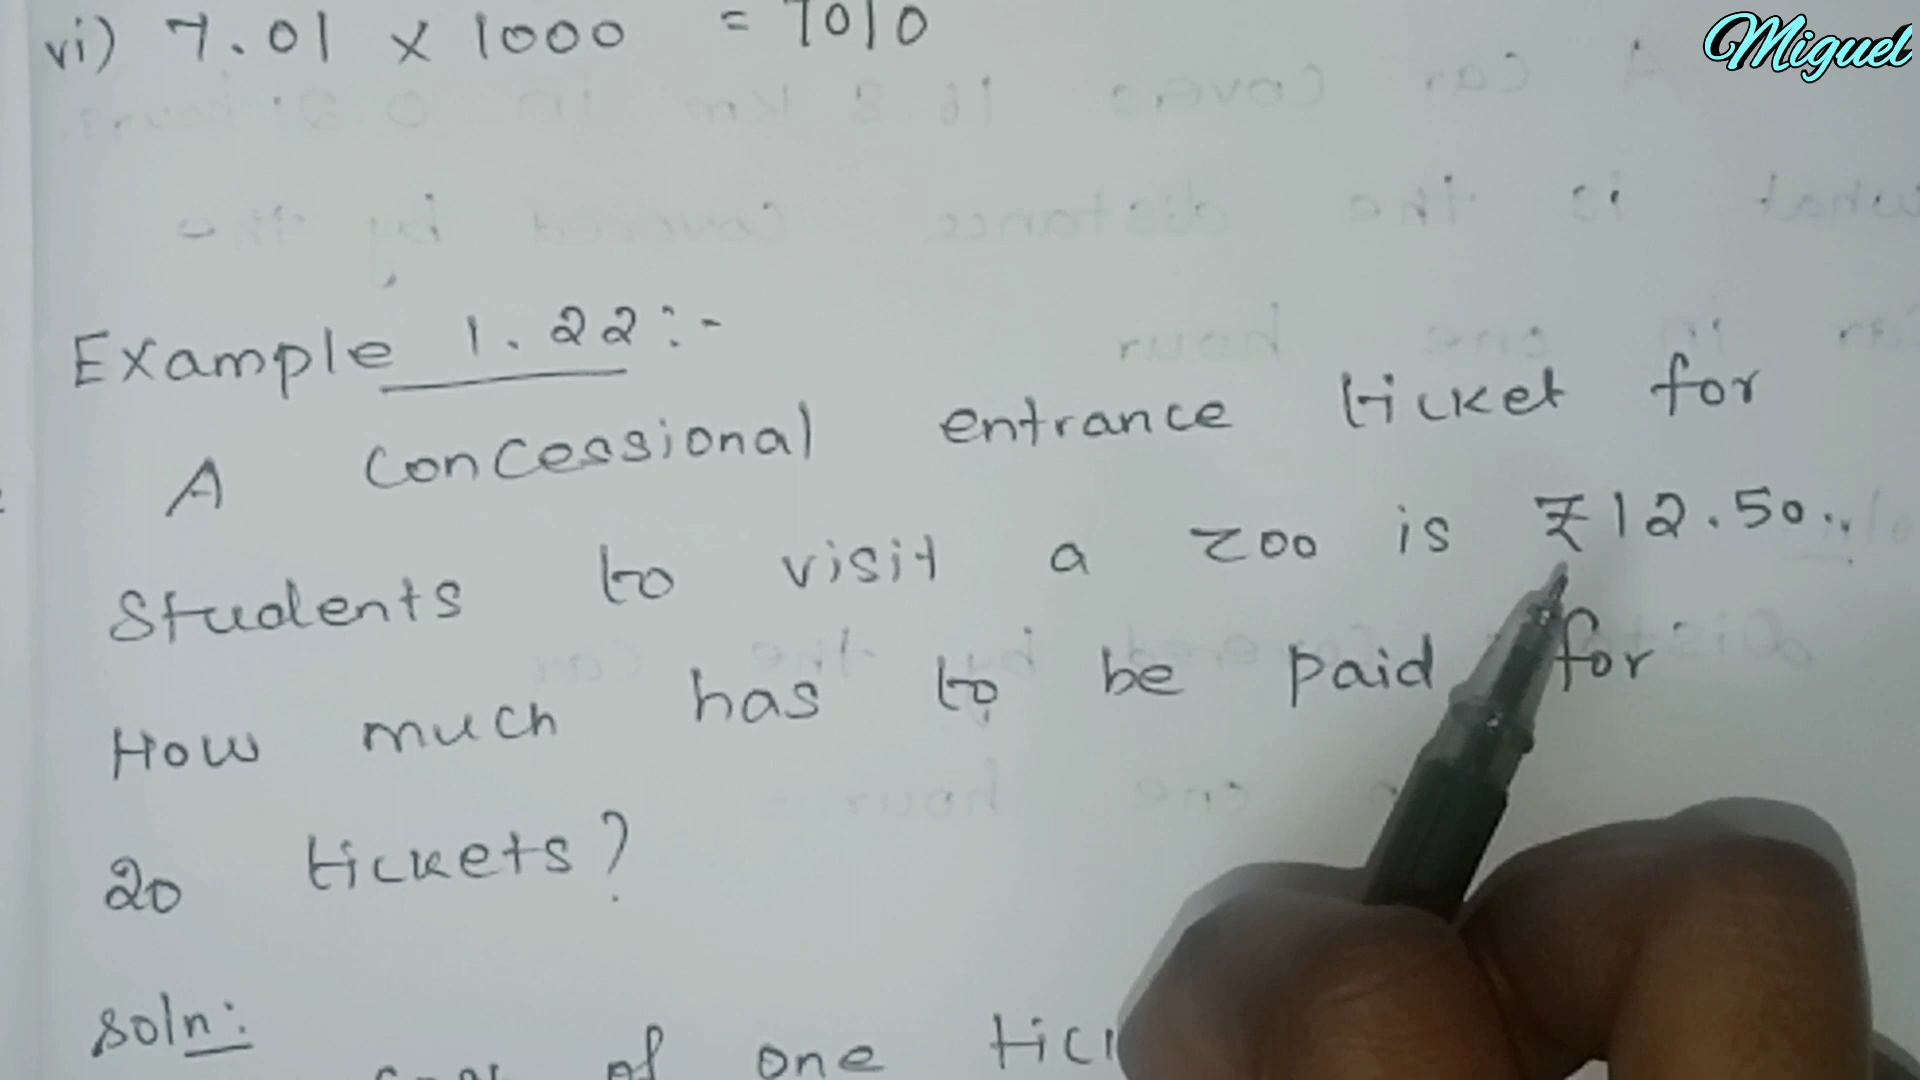 vi) 7.01 x 1000 = 7010
Miguel
Example 1.22:-
A concessional entrance ticket for
Students to visit a zoo is ₹12.50.
How much has to be paid for
20 tickets?
Soln:
of one